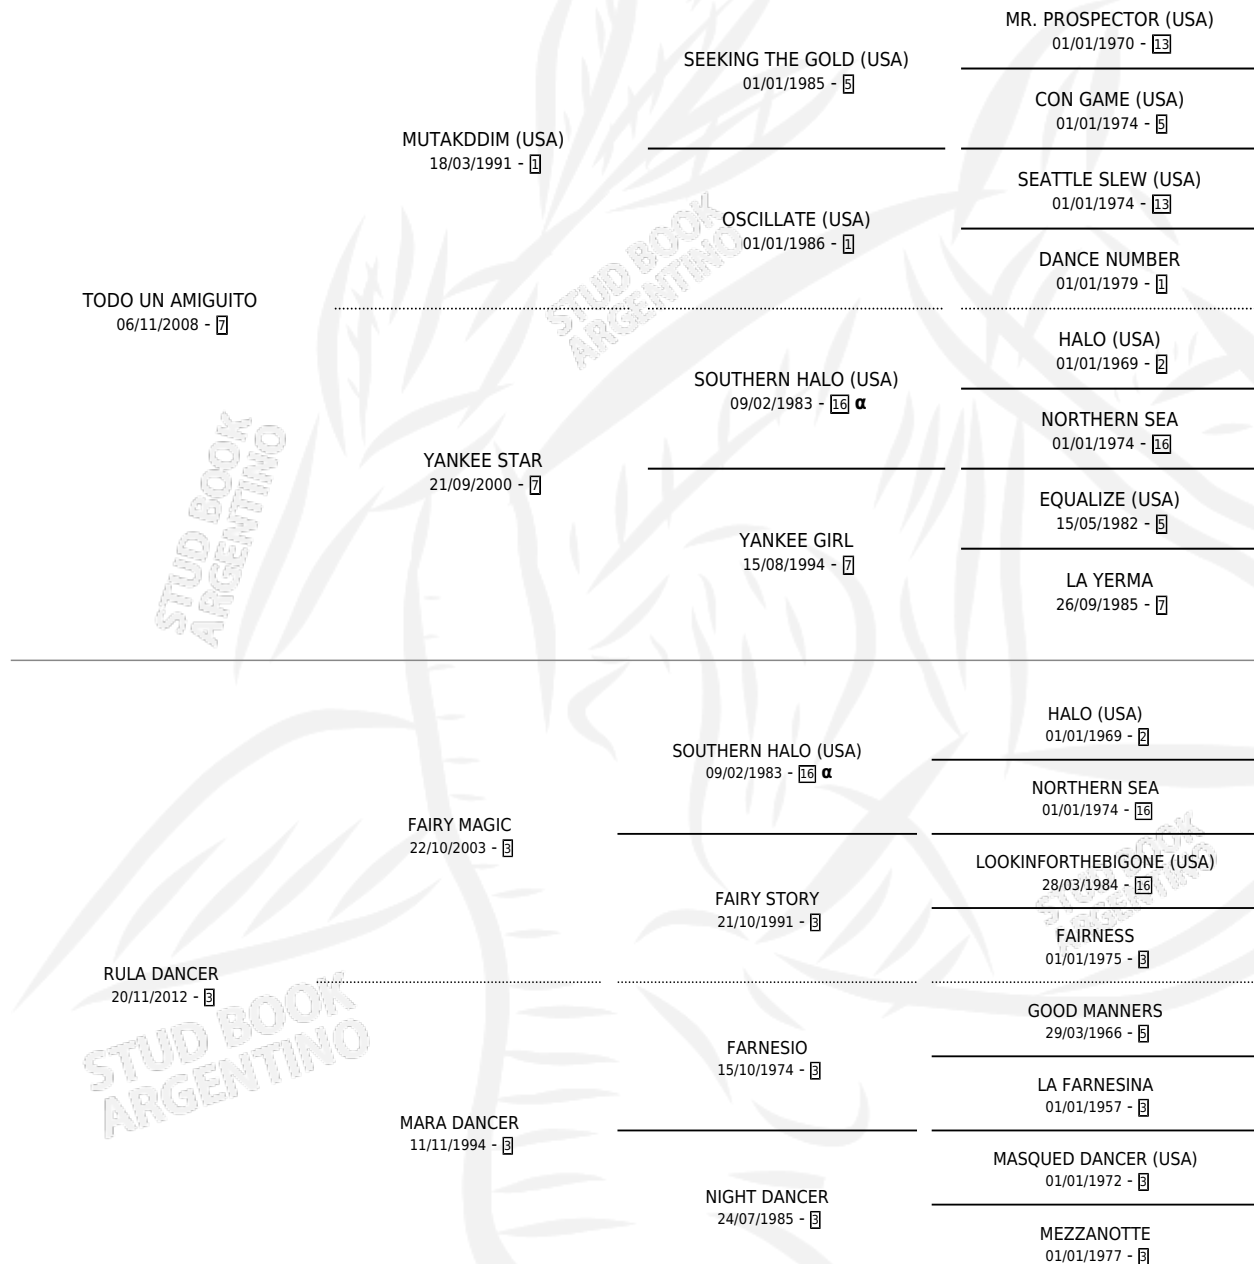 TODO UN AMIGUITO
06/11/2008 - 7
MUTAKDDIM (USA)
18/03/1991 - 1
SEEKING THE GOLD (USA)
01/01/1985 - 5
MR. PROSPECTOR (USA)
01/01/1970 - 13
CON GAME (USA)
01/01/1974 - 5
OSCILLATE (USA)
01/01/1986 - 1
SEATTLE SLEW (USA)
01/01/1974 - 13
DANCE NUMBER
01/01/1979 - 1
YANKEE STAR
21/09/2000 - 7
SOUTHERN HALO (USA)
09/02/1983 - 16 α
HALO (USA)
01/01/1969 - 2
NORTHERN SEA
01/01/1974 - 16
YANKEE GIRL
15/08/1994 - 7
EQUALIZE (USA)
15/05/1982 - 5
LA YERMA
26/09/1985 - 7
RULA DANCER
20/11/2012 - 3
FAIRY MAGIC
22/10/2003 - 3
SOUTHERN HALO (USA)
09/02/1983 - 16 α
HALO (USA)
01/01/1969 - 2
NORTHERN SEA
01/01/1974 - 16
FAIRY STORY
21/10/1991 - 3
LOOKINFORTHEBIGONE (USA)
28/03/1984 - 16
FAIRNESS
01/01/1975 - 3
MARA DANCER
11/11/1994 - 3
FARNESIO
15/10/1974 - 3
GOOD MANNERS
29/03/1966 - 5
LA FARNESINA
01/01/1957 - 3
NIGHT DANCER
24/07/1985 - 3
MASQUED DANCER (USA)
01/01/1972 - 3
MEZZANOTTE
01/01/1977 - 3
STUD BOOK
ARGENTINO
STUD BOOK
ARGENTINO
STUD BOOK
ARGENTINO
STUD BOOK
ARGENTINO